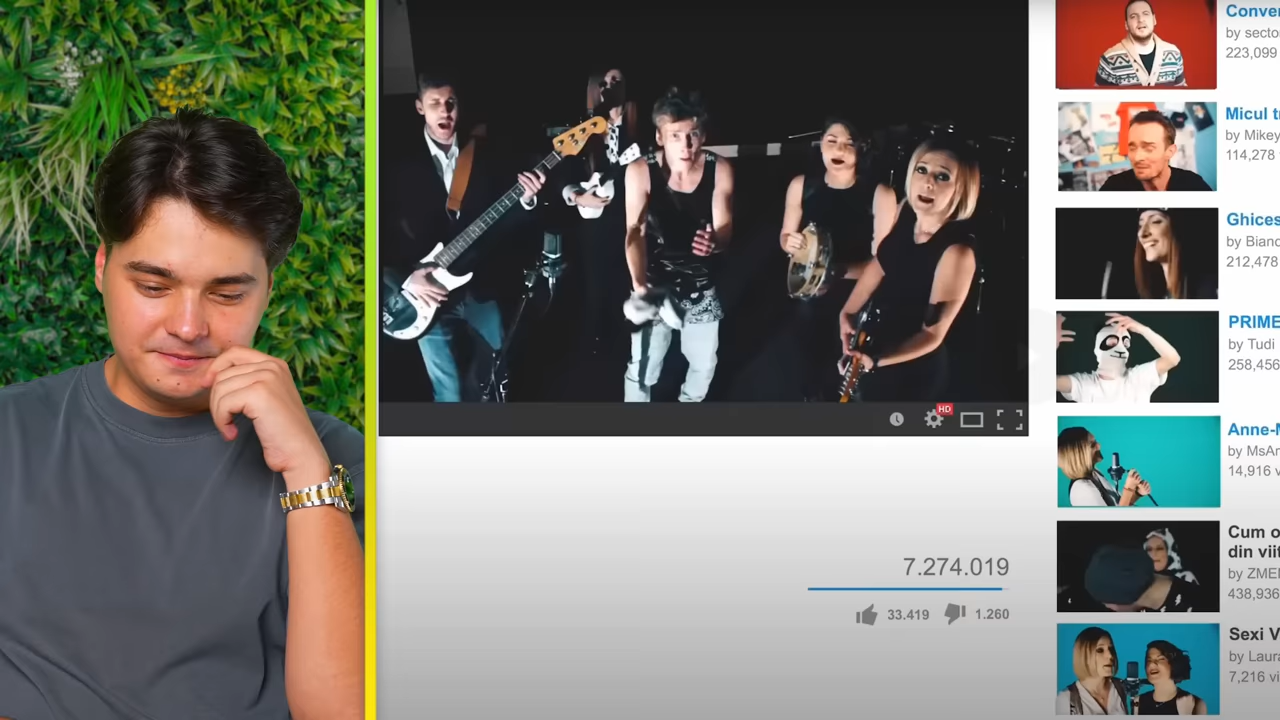 HD
7.274.019
33.419
1.260
Conver
by secto
223,099
Micul t
by Mikey
114,278
Ghices
by Bianc
212,478
PRIME
by Tudi
258,456
Anne-M
by MsAn
14,916 v
Cum o
din viit
by ZME
438,936
Sexi V
by Laura
7,216 vi